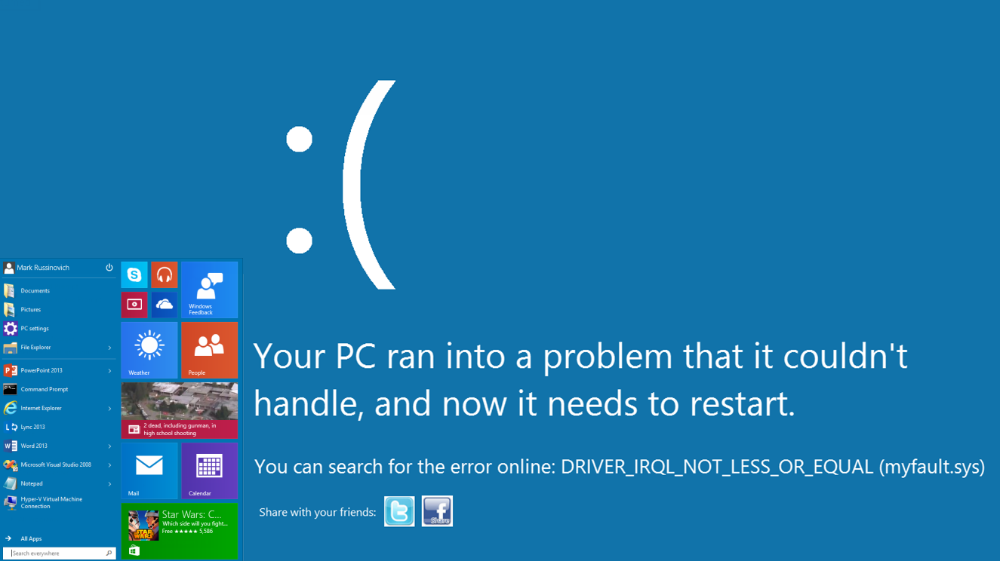 :(
Mark Russinovich
Documents
Pictures
PC settings
File Explorer
PowerPoint 2013
Command Prompt
Internet Explorer
Lync 2013
Word 2013
Microsoft Visual Studio 2008
Notepad
Hyper-V Virtual Machine
Connection
All Apps
Search everywhere
Windows
Feedback
Weather
People
2 dead, including gunman, in
high school shooting
Mail
Calendar
Star Wars: C...
Which side will you fight...
Free ★★★★★ 5,586
STAR
WARS
Your PC ran into a problem that it couldn't
handle, and now it needs to restart.
You can search for the error online: DRIVER_IRQL_NOT_LESS_OR_EQUAL (myfault.sys)
Share with your friends:
Share